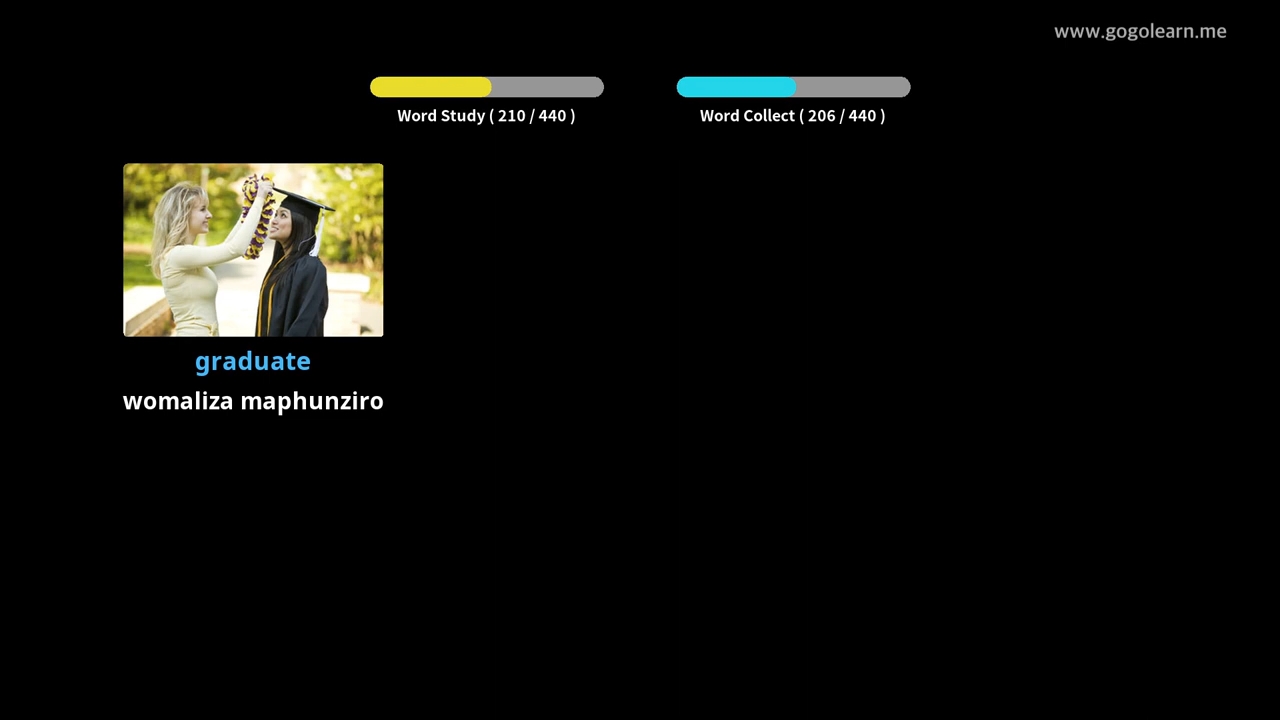 www.gogolearn.me
Word Study ( 210 / 440 )
Word Collect ( 206 / 440 )
graduate
womaliza maphunziro